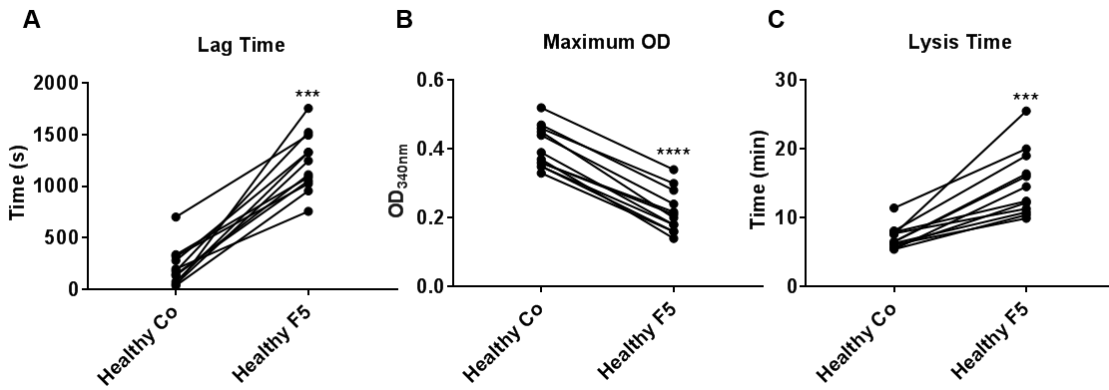 A
Lag Time
Time (s)
2000
1500
1000
500
0
***
Healthy Co
Healthy F5
B
Maximum OD
OD340nm
0.6
0.4
0.2
0.0
****
Healthy Co
Healthy F5
C
Lysis Time
Time (min)
30
20
10
0
***
Healthy Co
Healthy F5